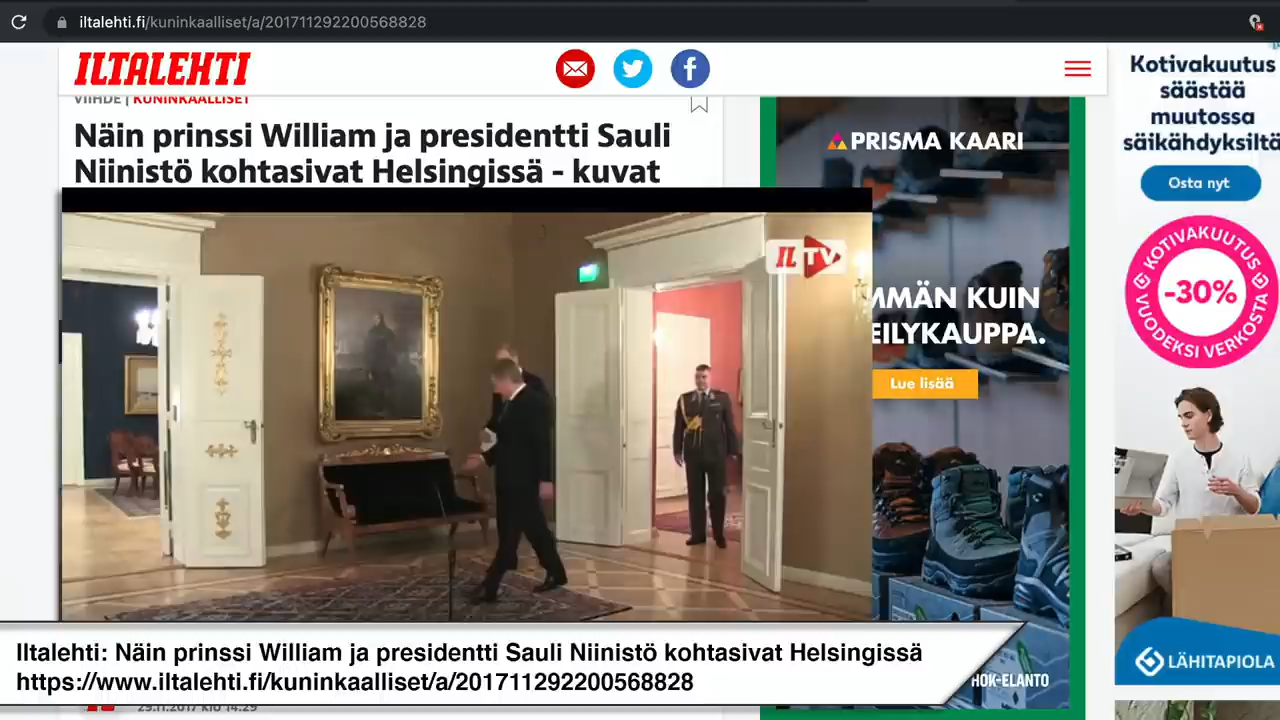 iltalehti.fi/kuninkaalliset/a/201711292200568828
ILTALEHTI
VIIHDE | KUNINKAALLISET
Näin prinssi William ja presidentti Sauli
Niinistö kohtasivat Helsingissä - kuvat
IL TV
PRISMA KAARI
MMÄN KUIN
EILYKAUPPA.
Lue lisää
HOK-ELANTO
Kotivakuutus
säästää
muutossa
säikähdyksiltä
Osta nyt
KOTIVAKUUTUS
-30%
VUODEKSI VERKOSTA
LÄHITAPIOLA
Iltalehti: Näin prinssi William ja presidentti Sauli Niinistö kohtasivat Helsingissä
https://www.iltalehti.fi/kuninkaalliset/a/201711292200568828
29.11.2017 klo 14:29